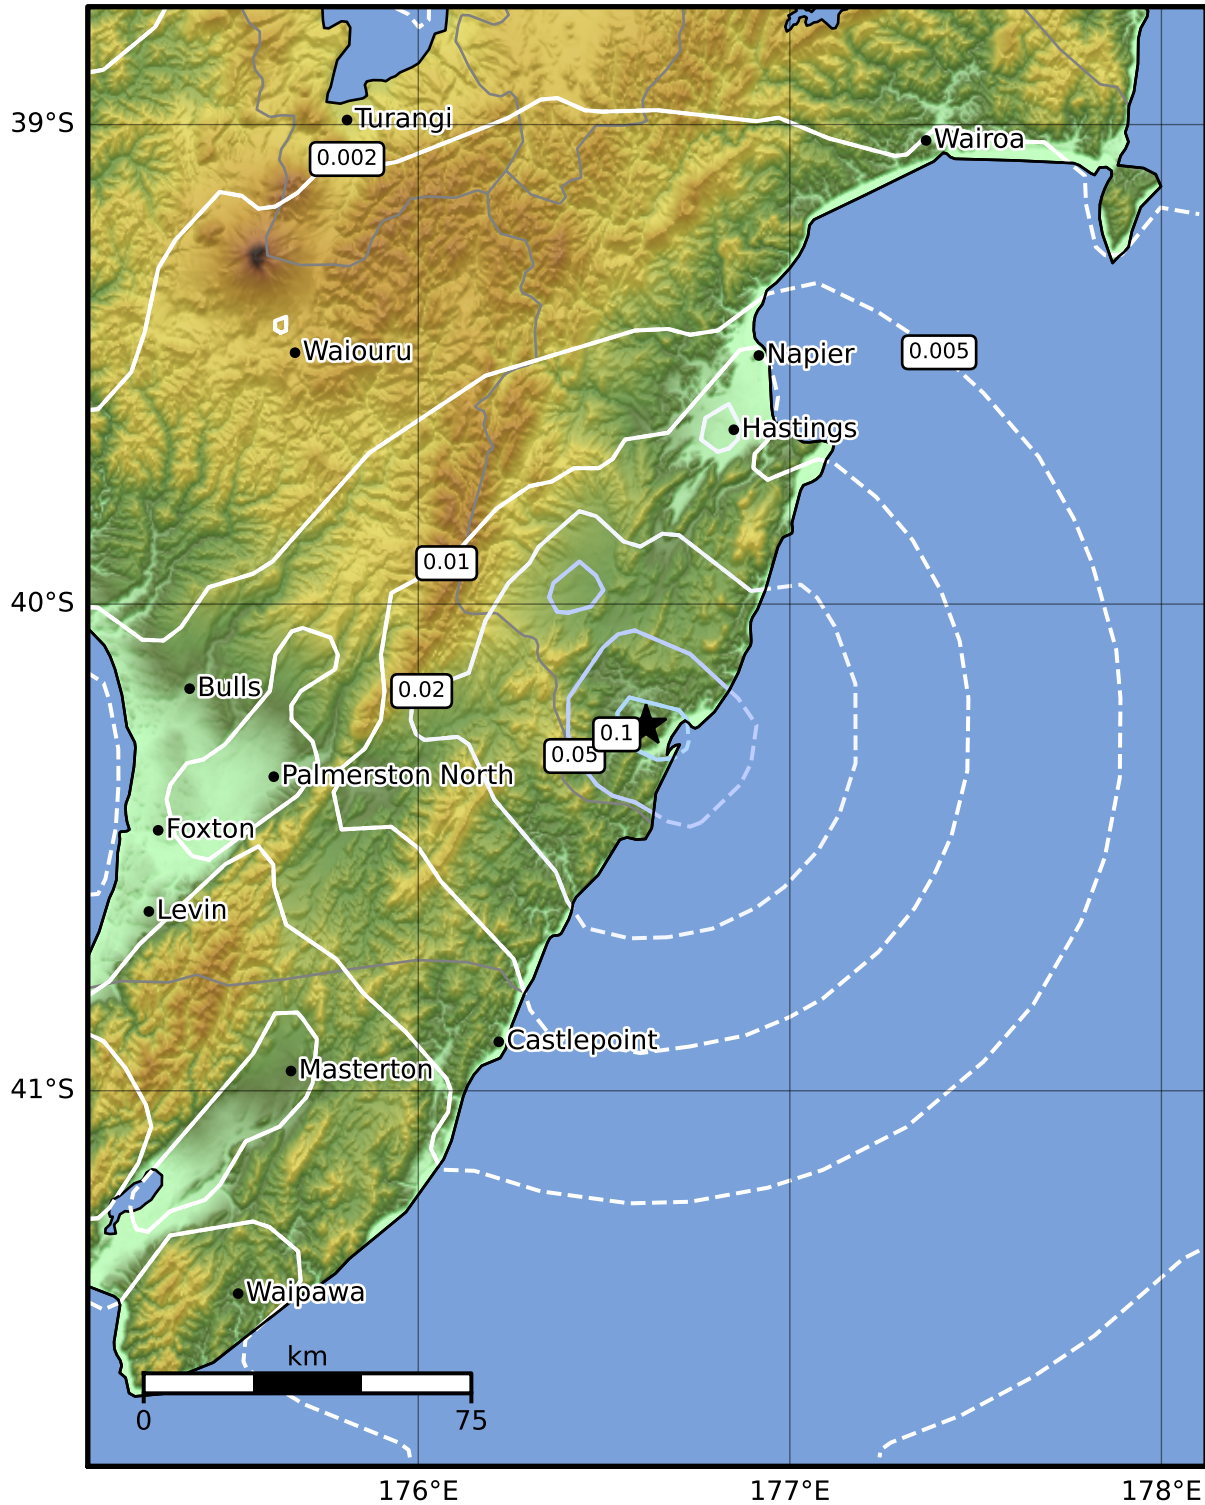 39°S
Turangi
Wairoa
0.002
Waiouru
Napier
0.005
Hastings
0.01
40°S
Bulls
0.02
0.1
0.05
Palmerston North
Foxton
Levin
Castlepoint
Masterton
41°S
Waipawa
km
0
75
176°E
177°E
178°E